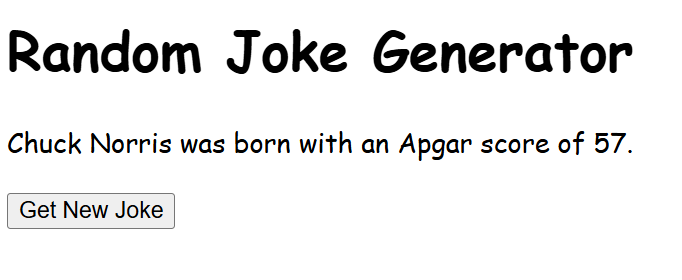 Random Joke Generator
Chuck Norris was born with an Apgar score of 57.
Get New Joke